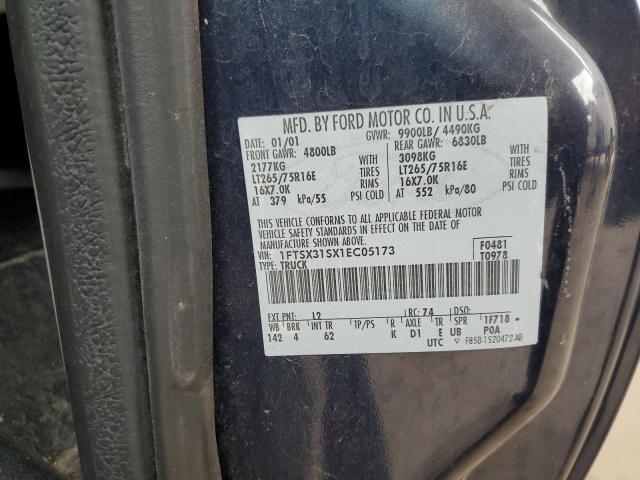 MFD. BY FORD MOTOR CO. IN U.S.A.
DATE: 01/01 GVWR: 9900LB/ 4490KG
FRONT GAWR: 4800LB REAR GAWR: 6830LB
2177KG WITH 3098KG WITH
LT265/75R16E TIRES LT265/75R16E TIRES
16X7.0K RIMS 16X7.0K RIMS
AT 379 kPa/55 PSI COLD AT 552 kPa/80 PSI COLD
THIS VEHICLE CONFORMS TO ALL APPLICABLE FEDERAL MOTOR
VEHICLE SAFETY STANDARDS IN EFFECT ON THE DATE OF
MANUFACTURE SHOWN ABOVE.
VIN: 1FTSX31SX1EC05173 F0481
TYPE: TRUCK T0978
EXT PNT: L2 RC: 74 DSO:
WB BRK INT TR TP/PS R AXLE TR SPR 1F718
142 4 62 K D1 E UB P0A
UTC F85B-1520472-AB